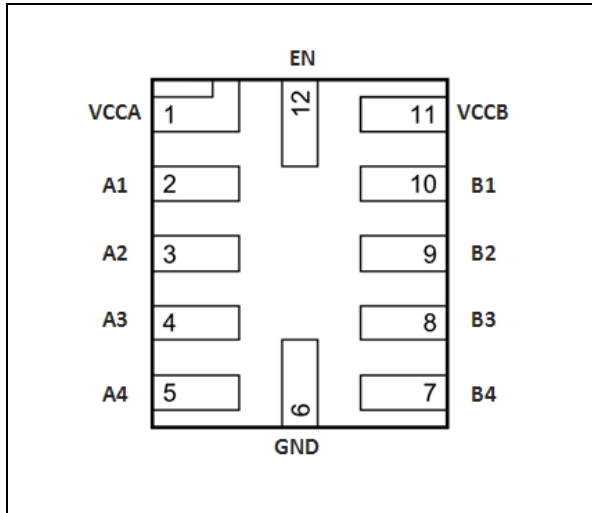 EN
VCCA 1 12 11 VCCB
A1 2 10 B1
A2 3 9 B2
A3 4 8 B3
A4 5 6 7 B4
GND